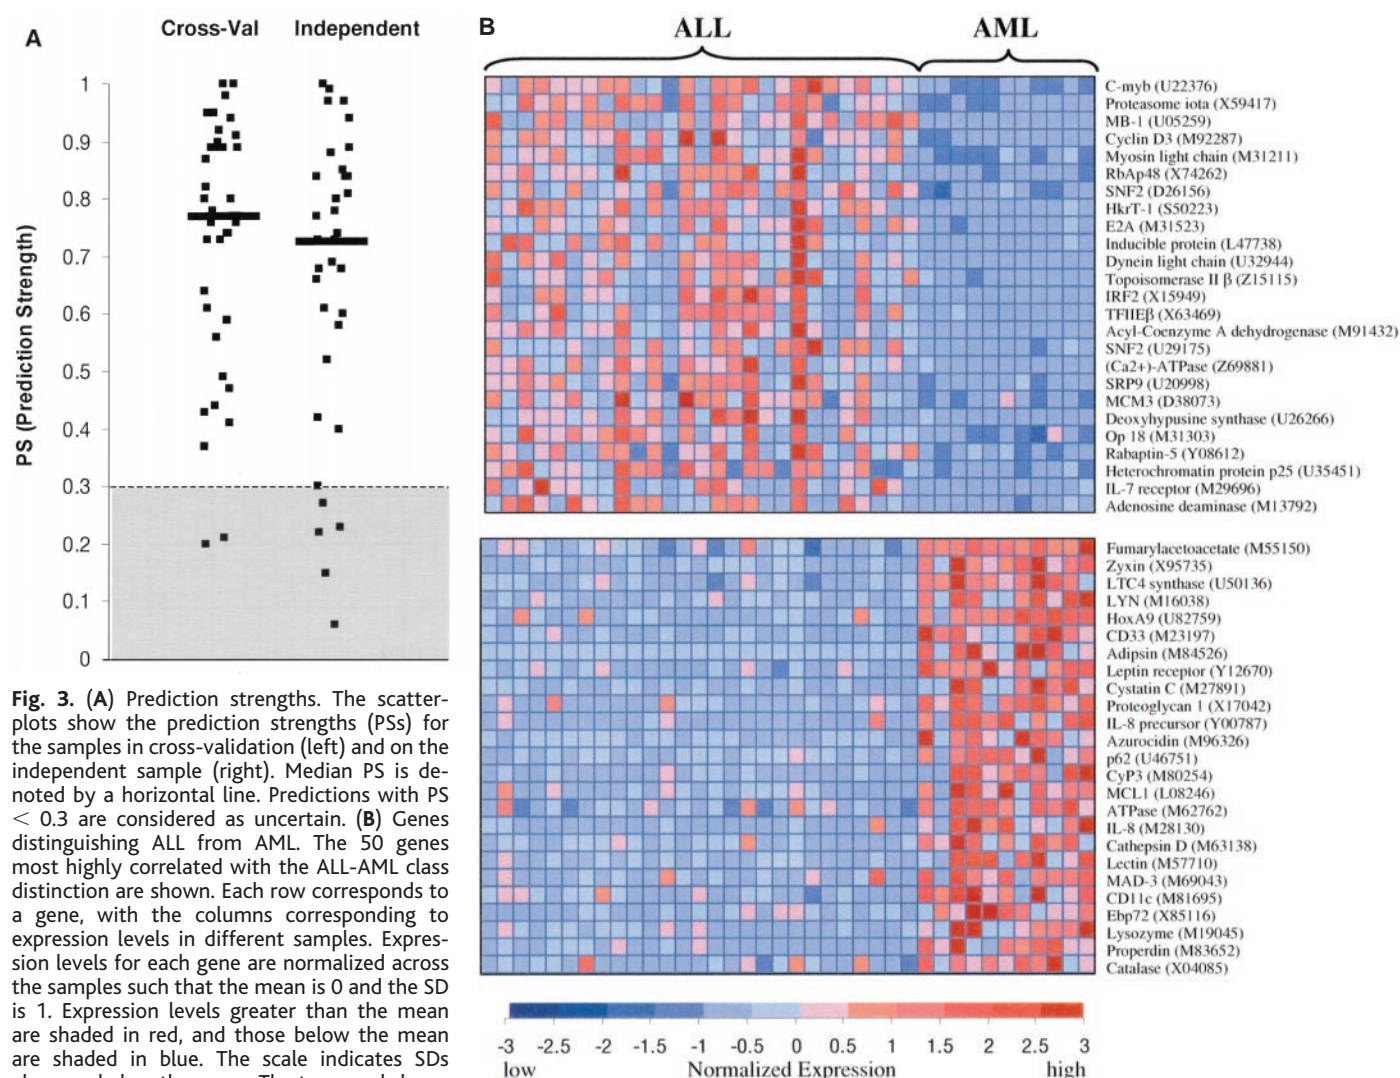 A
Cross-Val
Independent
PS (Prediction Strength)
1
0.9
0.8
0.7
0.6
0.5
0.4
0.3
0.2
0.1
0
Fig. 3. (A) Prediction strengths. The scatter-
plots show the prediction strengths (PSs) for
the samples in cross-validation (left) and on the
independent sample (right). Median PS is de-
noted by a horizontal line. Predictions with PS
< 0.3 are considered as uncertain. (B) Genes
distinguishing ALL from AML. The 50 genes
most highly correlated with the ALL-AML class
distinction are shown. Each row corresponds to
a gene, with the columns corresponding to
expression levels in different samples. Expres-
sion levels for each gene are normalized across
the samples such that the mean is 0 and the SD
is 1. Expression levels greater than the mean
are shaded in red, and those below the mean
are shaded in blue. The scale indicates SDs
B
ALL
AML
C-myb (U22376)
Proteasome iota (X59417)
MB-1 (U05259)
Cyclin D3 (M92287)
Myosin light chain (M31211)
RbAp48 (X74262)
SNF2 (D26156)
HkrT-1 (S50223)
E2A (M31523)
Inducible protein (L47738)
Dynein light chain (U32944)
Topoisomerase II β (Z15115)
IRF2 (X15949)
TFIIEβ (X63469)
Acyl-Coenzyme A dehydrogenase (M91432)
SNF2 (U29175)
(Ca2+)-ATPase (Z69881)
SRP9 (U20998)
MCM3 (D38073)
Deoxyhypusine synthase (U26266)
Op 18 (M31303)
Rabaptin-5 (Y08612)
Heterochromatin protein p25 (U35451)
IL-7 receptor (M29696)
Adenosine deaminase (M13792)
Fumarylacetoacetate (M55150)
Zyxin (X95735)
LTC4 synthase (U50136)
LYN (M16038)
HoxA9 (U82759)
CD33 (M23197)
Adipsin (M84526)
Leptin receptor (Y12670)
Cystatin C (M27891)
Proteoglycan 1 (X17042)
IL-8 precursor (Y00787)
Azurocidin (M96326)
p62 (U46751)
CyP3 (M80254)
MCL1 (L08246)
ATPase (M62762)
IL-8 (M28130)
Cathepsin D (M63138)
Lectin (M57710)
MAD-3 (M69043)
CD11c (M81695)
Ebp72 (X85116)
Lysozyme (M19045)
Properdin (M83652)
Catalase (X04085)
-3 -2.5 -2 -1.5 -1 -0.5 0 0.5 1 1.5 2 2.5 3
low Normalized Expression high